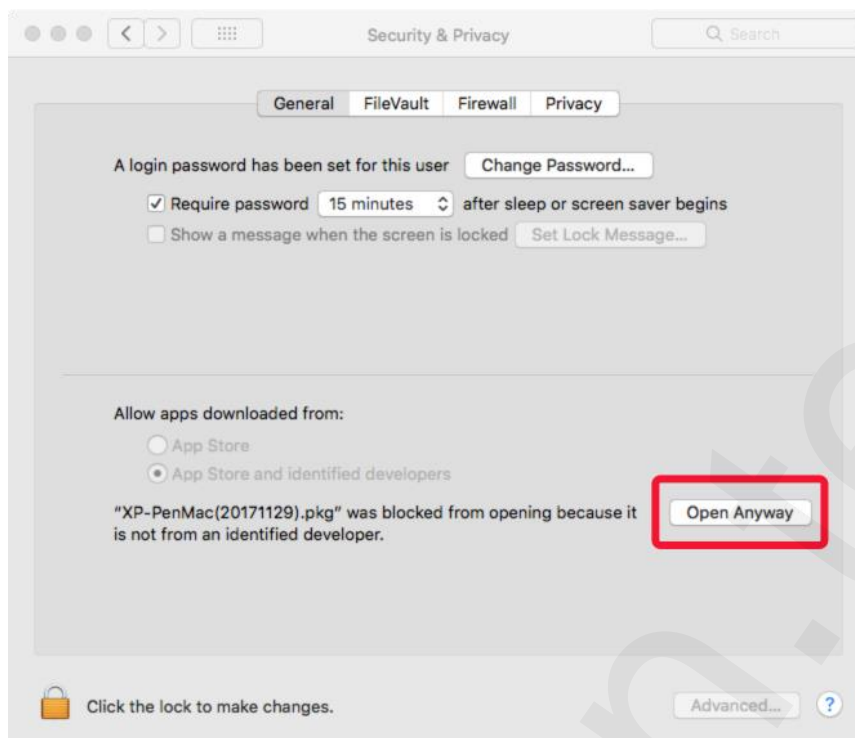 Security & Privacy
Search
General FileVault Firewall Privacy
A login password has been set for this user Change Password...
Require password 15 minutes after sleep or screen saver begins
Show a message when the screen is locked Set Lock Message...
Allow apps downloaded from:
App Store
App Store and identified developers
“XP-PenMac(20171129).pkg” was blocked from opening because it
is not from an identified developer.
Open Anyway
Click the lock to make changes.
Advanced...
?